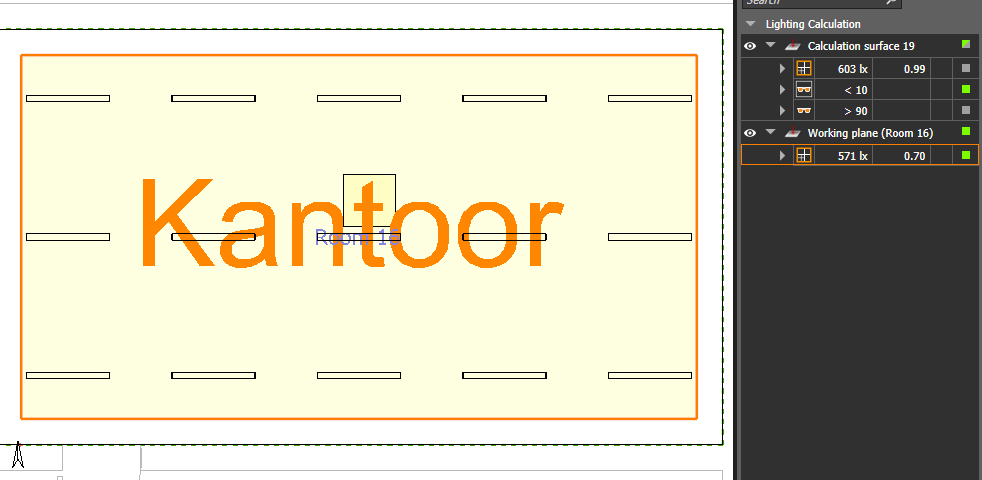 Search
Lighting Calculation
Calculation surface 19
603 lx 0.99
< 10
> 90
Working plane (Room 16)
571 lx 0.70
Kantoor
Room 16